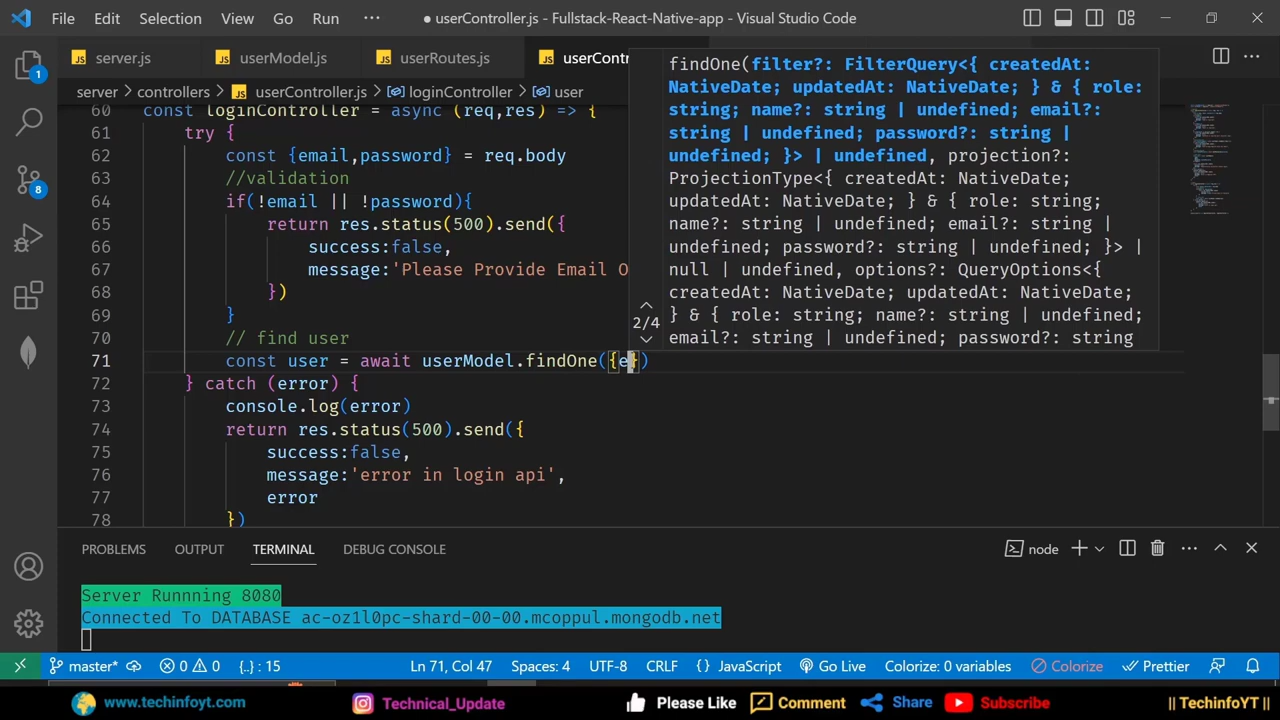 File Edit Selection View Go Run ··· ● userController.js - Fullstack-React-Native-app - Visual Studio Code
JS server.js JS userModel.js JS userRoutes.js JS userContr
server > controllers > JS userController.js > loginController > user
findOne(filter?: FilterQuery<{ createdAt:
NativeDate; updatedAt: NativeDate; } & { role:
string; name?: string | undefined; email?:
string | undefined; password?: string |
undefined; }> | undefined, projection?:
ProjectionType<{ createdAt: NativeDate;
updatedAt: NativeDate; } & { role: string;
name?: string | undefined; email?: string |
undefined; password?: string | undefined; }> |
null | undefined, options?: QueryOptions<{
createdAt: NativeDate; updatedAt: NativeDate;
} & { role: string; name?: string | undefined;
email?: string | undefined; password?: string
2/4
60 const loginController = async (req,res) => {
61 try {
62 const {email,password} = req.body
63 //validation
64 if(!email || !password){
65 return res.status(500).send({
66 success:false,
67 message:'Please Provide Email O
68 })
69 }
70 // find user
71 const user = await userModel.findOne({e})
72 } catch (error) {
73 console.log(error)
74 return res.status(500).send({
75 success:false,
76 message:'error in login api',
77 error
78 })
1
8
PROBLEMS OUTPUT TERMINAL DEBUG CONSOLE node
Server Runnning 8080
Connected To DATABASE ac-oz1l0pc-shard-00-00.mcoppul.mongodb.net
master* 0 0 {..} : 15 Ln 71, Col 47 Spaces: 4 UTF-8 CRLF {} JavaScript Go Live Colorize: 0 variables Colorize Prettier
www.techinfoyt.com Technical_Update Please Like Comment Share Subscribe || TechinfoYT ||